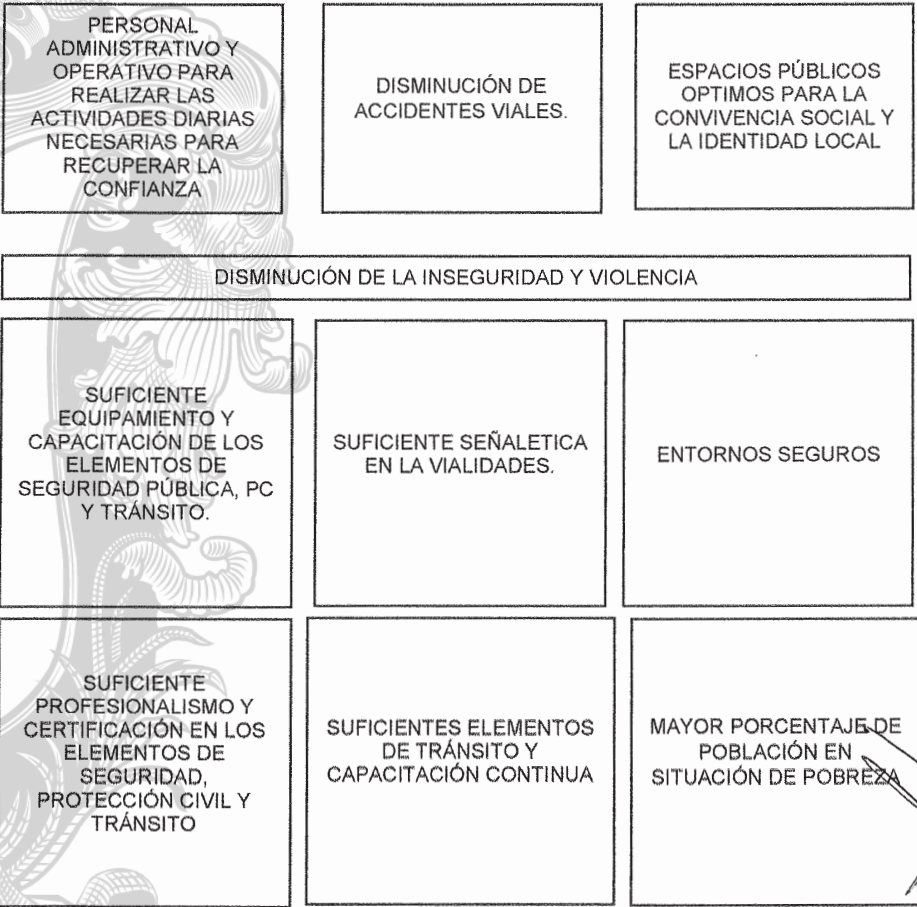 PERSONAL
ADMINISTRATIVO Y
OPERATIVO PARA
REALIZAR LAS
ACTIVIDADES DIARIAS
NECESARIAS PARA
RECUPERAR LA
CONFIANZA
DISMINUCIÓN DE
ACCIDENTES VIALES.
ESPACIOS PÚBLICOS
OPTIMOS PARA LA
CONVIVENCIA SOCIAL Y
LA IDENTIDAD LOCAL
DISMINUCIÓN DE LA INSEGURIDAD Y VIOLENCIA
SUFICIENTE
EQUIPAMIENTO Y
CAPACITACIÓN DE LOS
ELEMENTOS DE
SEGURIDAD PÚBLICA, PC
Y TRÁNSITO.
SUFICIENTE SEÑALETICA
EN LA VIALIDADES.
ENTORNOS SEGUROS
SUFICIENTE
PROFESIONALISMO Y
CERTIFICACIÓN EN LOS
ELEMENTOS DE
SEGURIDAD,
PROTECCIÓN CIVIL Y
TRÁNSITO
SUFICIENTES ELEMENTOS
DE TRÁNSITO Y
CAPACITACIÓN CONTINUA
MAYOR PORCENTAJE DE
POBLACIÓN EN
SITUACIÓN DE POBREZA